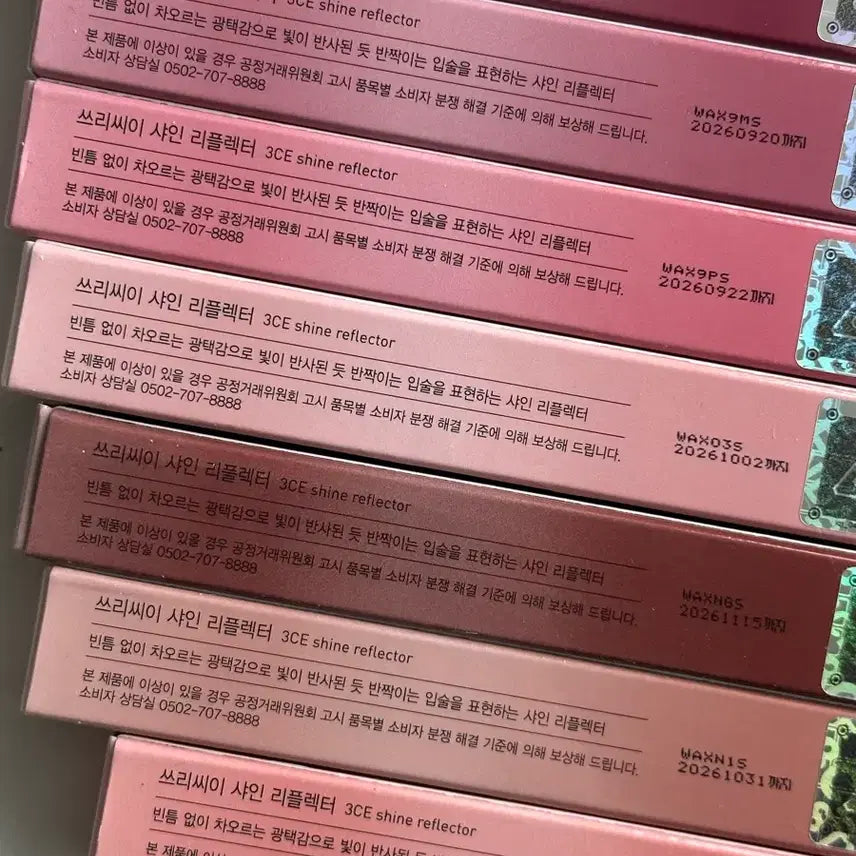 3CE shine reflector
빈틈 없이 차오르는 광택감으로 빛이 반사된 듯 반짝이는 입술을 표현하는 샤인 리플렉터
본 제품에 이상이 있을 경우 공정거래위원회 고시 품목별 소비자 분쟁 해결 기준에 의해 보상해 드립니다.
소비자 상담실 0502-707-8888
WAX9MS
20260920까지
쓰리씨이 샤인 리플렉터 3CE shine reflector
빈틈 없이 차오르는 광택감으로 빛이 반사된 듯 반짝이는 입술을 표현하는 샤인 리플렉터
본 제품에 이상이 있을 경우 공정거래위원회 고시 품목별 소비자 분쟁 해결 기준에 의해 보상해 드립니다.
소비자 상담실 0502-707-8888
WAX9PS
20260922까지
쓰리씨이 샤인 리플렉터 3CE shine reflector
빈틈 없이 차오르는 광택감으로 빛이 반사된 듯 반짝이는 입술을 표현하는 샤인 리플렉터
본 제품에 이상이 있을 경우 공정거래위원회 고시 품목별 소비자 분쟁 해결 기준에 의해 보상해 드립니다.
소비자 상담실 0502-707-8888
WAXO3S
20261002까지
쓰리씨이 샤인 리플렉터 3CE shine reflector
빈틈 없이 차오르는 광택감으로 빛이 반사된 듯 반짝이는 입술을 표현하는 샤인 리플렉터
본 제품에 이상이 있을 경우 공정거래위원회 고시 품목별 소비자 분쟁 해결 기준에 의해 보상해 드립니다.
소비자 상담실 0502-707-8888
WAXNGS
20261115까지
쓰리씨이 샤인 리플렉터 3CE shine reflector
빈틈 없이 차오르는 광택감으로 빛이 반사된 듯 반짝이는 입술을 표현하는 샤인 리플렉터
본 제품에 이상이 있을 경우 공정거래위원회 고시 품목별 소비자 분쟁 해결 기준에 의해 보상해 드립니다.
소비자 상담실 0502-707-8888
WAXN1S
20261031까지
쓰리씨이 샤인 리플렉터 3CE shine reflector
빈틈 없이 차오르는 광택감으로 빛이 반사된 듯
본 제품에 이상이 있을